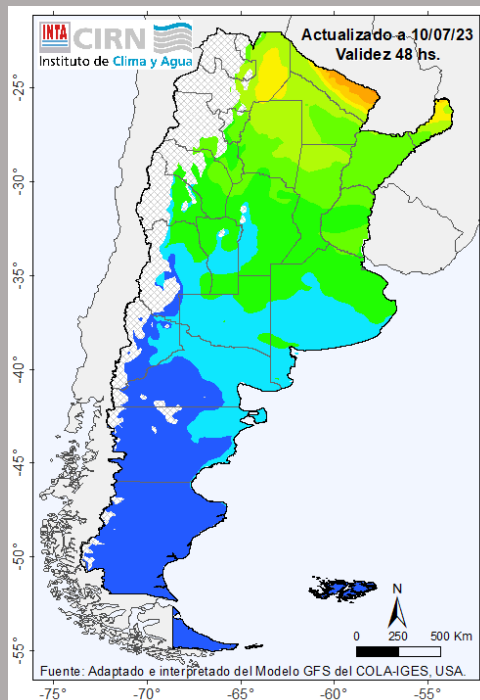 INTA CIRN
Instituto de Clima y Agua
Actualizado a 10/07/23
Validez 48 hs.
-25°
-30°
-35°
-40°
-45°
-50°
-55°
N
0 250 500 Km
Fuente: Adaptado e interpretado del Modelo GFS del COLA-IGES, USA.
-75° -70° -65° -60° -55°